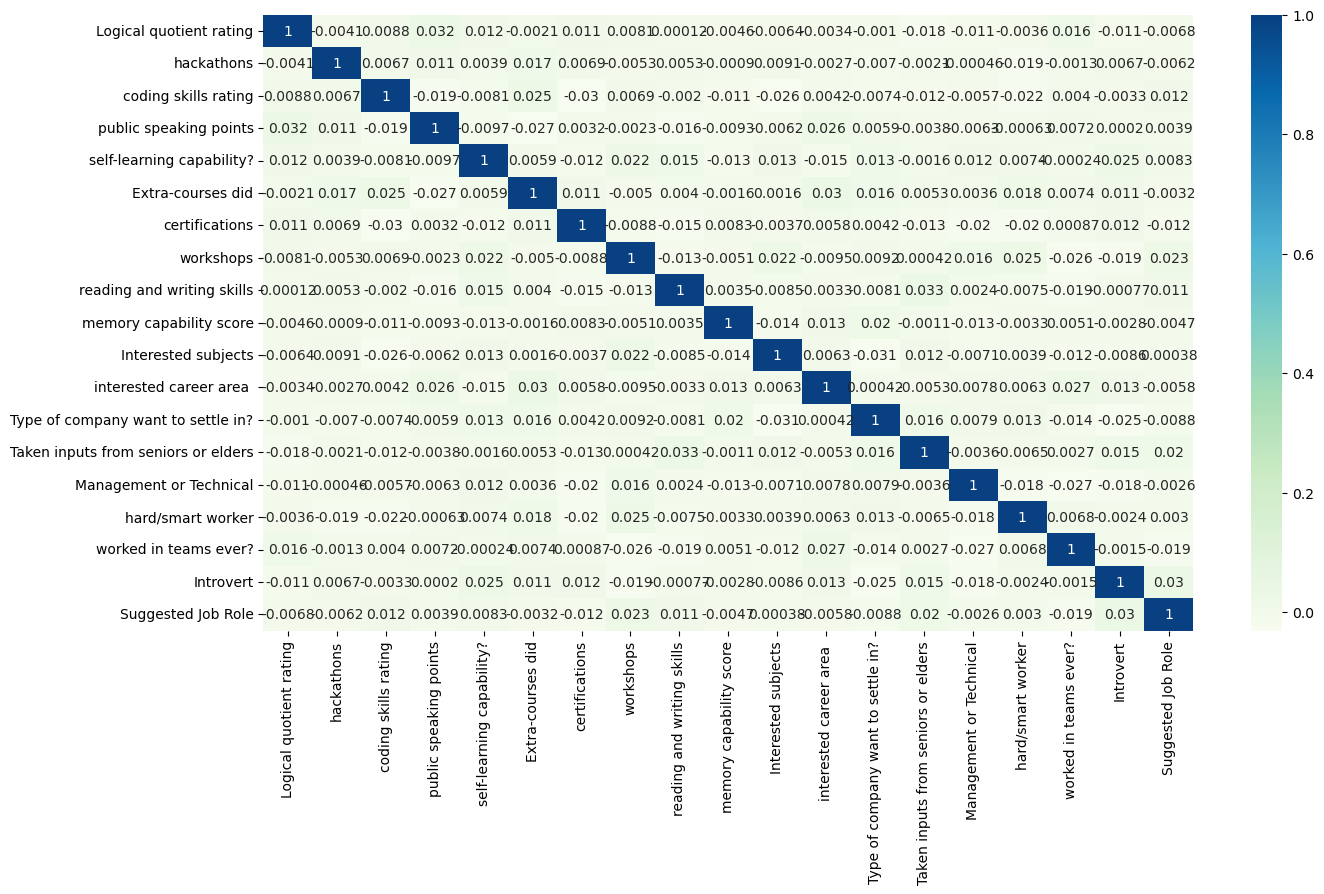 Logical quotient rating 1 -0.0041 0.0088 0.032 0.012 -0.0021 0.011 0.0081 0.00012 -0.0046 -0.0064 -0.0034 -0.001 -0.018 -0.011 -0.0036 0.016 -0.011 -0.0068
hackathons -0.0041 1 0.0067 0.011 0.0039 0.017 0.0069 -0.0053 0.0053 -0.0009 0.0091 -0.0027 -0.007 -0.0021 -0.00046 -0.019 -0.0013 0.0067 -0.0062
coding skills rating 0.0088 0.0067 1 -0.019 -0.0081 0.025 -0.03 0.0069 -0.002 -0.011 -0.026 0.0042 -0.0074 -0.012 -0.0057 -0.022 0.004 -0.0033 0.012
public speaking points 0.032 0.011 -0.019 1 -0.0097 -0.027 0.0032 -0.0023 -0.016 -0.0093 -0.0062 0.026 0.0059 -0.0038 -0.0063 -0.00063 0.0072 0.0002 0.0039
self-learning capability? 0.012 0.0039 -0.0081 -0.0097 1 0.0059 -0.012 0.022 0.015 -0.013 0.013 -0.015 0.013 -0.0016 0.012 0.0074 -0.00024 0.025 0.0083
Extra-courses did -0.0021 0.017 0.025 -0.027 0.0059 1 0.011 -0.005 0.004 -0.0016 0.0016 0.03 0.016 0.0053 0.0036 0.018 0.0074 0.011 -0.0032
certifications 0.011 0.0069 -0.03 0.0032 -0.012 0.011 1 -0.0088 -0.015 0.0083 -0.0037 0.0058 0.0042 -0.013 -0.02 -0.02 0.00087 0.012 -0.012
workshops 0.0081 -0.0053 0.0069 -0.0023 0.022 -0.005 -0.0088 1 -0.013 -0.0051 0.022 -0.0095 0.0092 0.00042 0.016 0.025 -0.026 -0.019 0.023
reading and writing skills 0.00012 0.0053 -0.002 -0.016 0.015 0.004 -0.015 -0.013 1 0.0035 -0.0085 -0.0033 -0.0081 0.033 0.0024 -0.0075 -0.019 -0.00077 0.011
memory capability score -0.0046 -0.0009 -0.011 -0.0093 -0.013 -0.0016 0.0083 -0.0051 0.0035 1 -0.014 0.013 0.02 -0.0011 -0.013 -0.0033 0.0051 -0.0028 -0.0047
Interested subjects -0.0064 0.0091 -0.026 -0.0062 0.013 0.0016 -0.0037 0.022 -0.0085 -0.014 1 0.0063 -0.031 0.012 -0.0071 0.0039 -0.012 -0.0086 0.00038
interested career area -0.0034 -0.0027 0.0042 0.026 -0.015 0.03 0.0058 -0.0095 -0.0033 0.013 0.0063 1 0.00042 -0.0053 0.0078 0.0063 0.027 0.013 -0.0058
Type of company want to settle in? -0.001 -0.007 -0.0074 0.0059 0.013 0.016 0.0042 0.0092 -0.0081 0.02 -0.031 0.00042 1 0.016 0.0079 0.013 -0.014 -0.025 -0.0088
Taken inputs from seniors or elders -0.018 -0.0021 -0.012 -0.0038 -0.0016 0.0053 -0.013 0.00042 0.033 -0.0011 0.012 -0.0053 0.016 1 -0.0036 -0.0065 0.0027 0.015 0.02
Management or Technical -0.011 -0.00046 -0.0057 -0.0063 0.012 0.0036 -0.02 0.016 0.0024 -0.013 -0.0071 0.0078 0.0079 -0.0036 1 -0.018 -0.027 -0.018 -0.0026
hard/smart worker -0.0036 -0.019 -0.022 -0.00063 0.0074 0.018 -0.02 0.025 -0.0075 -0.0033 0.0039 0.0063 0.013 -0.0065 -0.018 1 0.0068 -0.0024 0.003
worked in teams ever? 0.016 -0.0013 0.004 0.0072 -0.00024 0.0074 0.00087 -0.026 -0.019 0.0051 -0.012 0.027 -0.014 0.0027 -0.027 0.0068 1 -0.0015 -0.019
Introvert -0.011 0.0067 -0.0033 0.0002 0.025 0.011 0.012 -0.019 -0.00077 -0.0028 -0.0086 0.013 -0.025 0.015 -0.018 -0.0024 -0.0015 1 0.03
Suggested Job Role -0.0068 -0.0062 0.012 0.0039 0.0083 -0.0032 -0.012 0.023 0.011 -0.0047 0.00038 -0.0058 -0.0088 0.02 -0.0026 0.003 -0.019 0.03 1
Logical quotient rating
hackathons
coding skills rating
public speaking points
self-learning capability?
Extra-courses did
certifications
workshops
reading and writing skills
memory capability score
Interested subjects
interested career area
Type of company want to settle in?
Taken inputs from seniors or elders
Management or Technical
hard/smart worker
worked in teams ever?
Introvert
Suggested Job Role
1.0
0.8
0.6
0.4
0.2
0.0